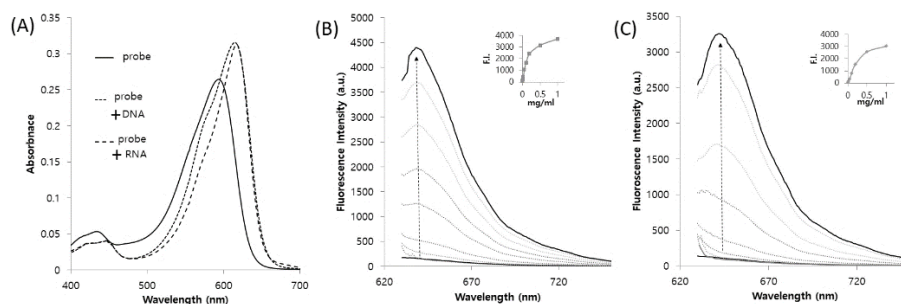 (A)
0.35
0.3
0.25
0.2
0.15
0.1
0.05
0
Absorbnace
probe
probe
+DNA
probe
+ RNA
400
500
600
700
Wavelength (nm)
(B)
5000
4500
4000
3500
3000
2500
2000
1500
1000
500
0
Fluorescence Intensity (a.u.)
620
670
720
Wavelength (nm)
4000
3000
2000
1000
0
F.I.
0
0.5
1
mg/ml
(C)
3500
3000
2500
2000
1500
1000
500
0
Fluorescence Intensity (a.u.)
620
670
720
Wavelength (nm)
4000
3000
2000
1000
0
F.I.
0
0.5
1
mg/ml